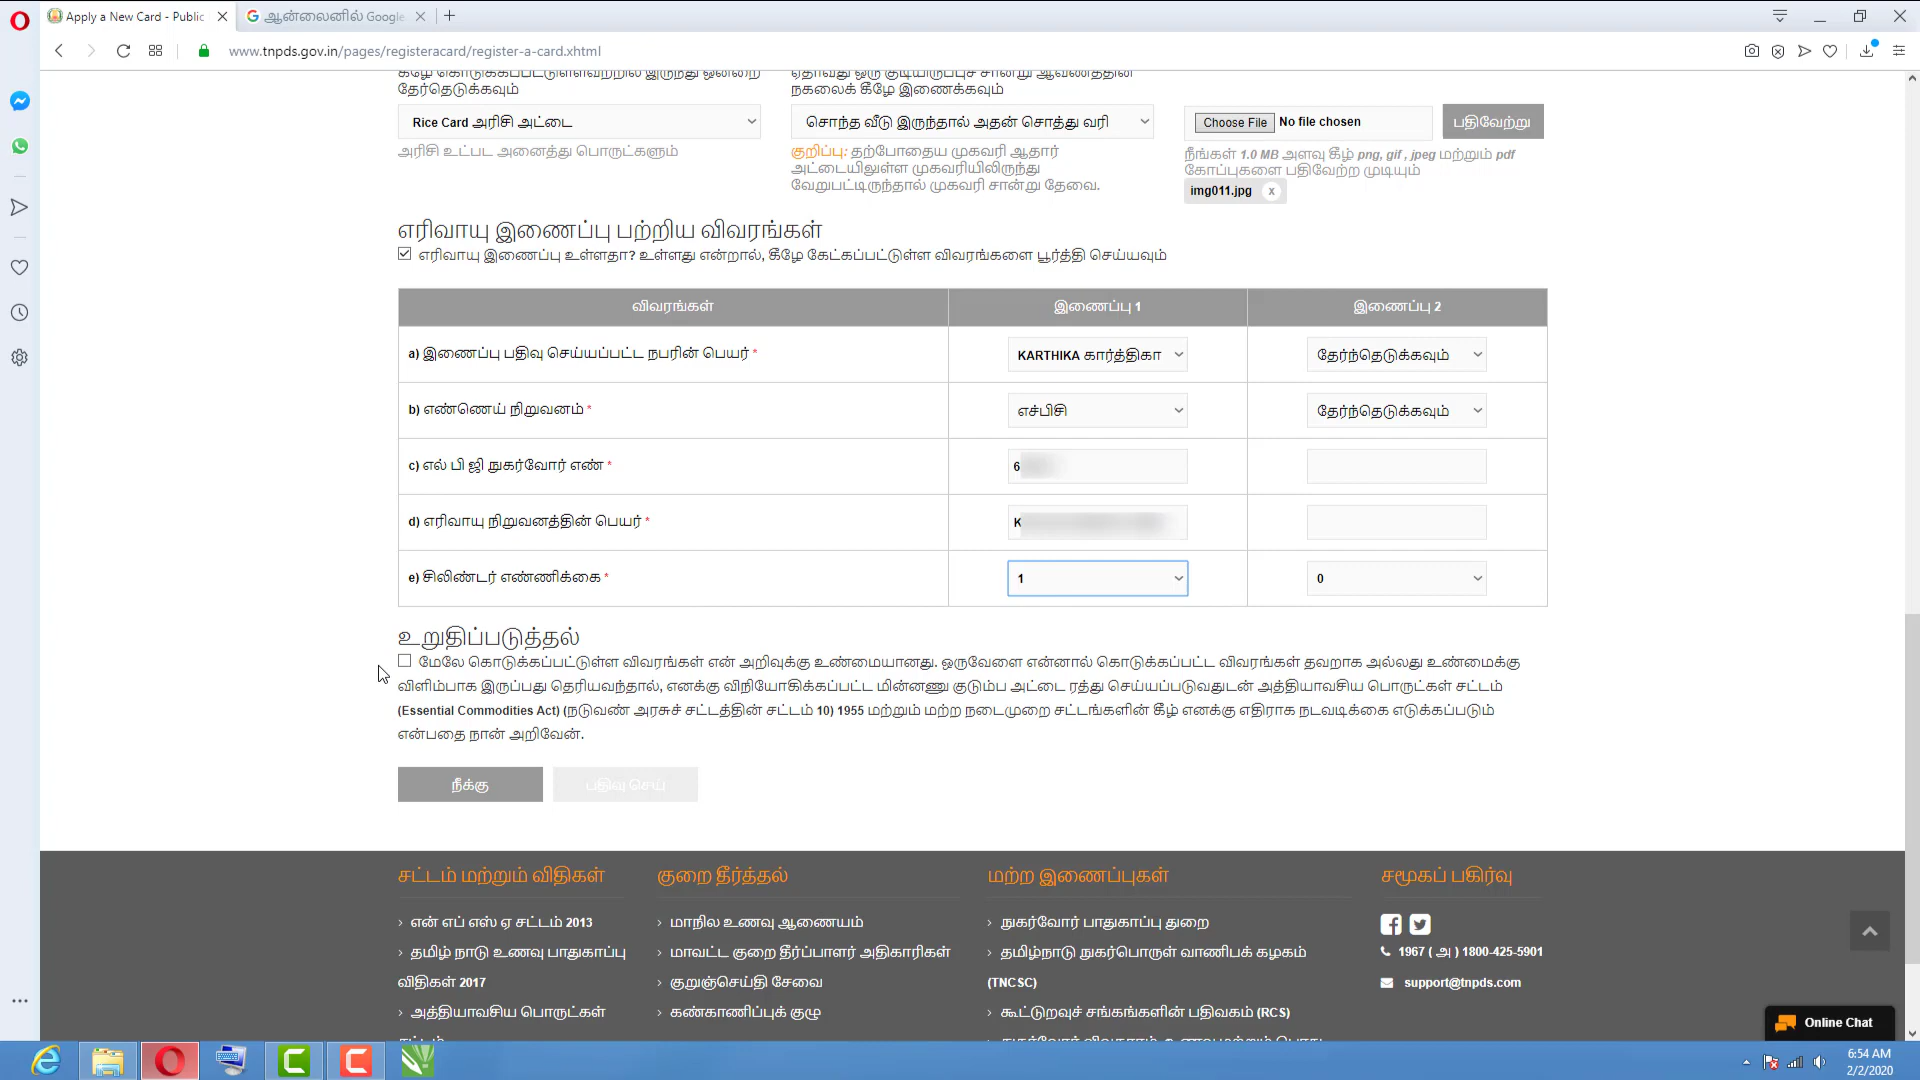 Apply a New Card - Public
ஆன்லைனில் Google
www.tnpds.gov.in/pages/registeracard/register-a-card.xhtml
கீழே கொடுக்கப்பட்டுள்ளவற்றில் இருந்து ஒன்றை
தேர்தெடுக்கவும்
ஏதாவது ஒரு குடியிருப்புச் சான்று ஆவணத்தின்
நகலைக் கீழே இணைக்கவும்
Rice Card அரிசி அட்டை
சொந்த வீடு இருந்தால் அதன் சொத்து வரி
Choose File No file chosen
பதிவேற்று
அரிசி உட்பட அனைத்து பொருட்களும்
குறிப்பு: தற்போதைய முகவரி ஆதார்
அட்டையிலுள்ள முகவரியிலிருந்து
வேறுபட்டிருந்தால் முகவரி சான்று தேவை.
நீங்கள் 1.0 MB அளவு கீழ் png, gif , jpeg மற்றும் pdf
கோப்புகளை பதிவேற்ற முடியும்
img011.jpg x
எரிவாயு இணைப்பு பற்றிய விவரங்கள்
எரிவாயு இணைப்பு உள்ளதா? உள்ளது என்றால், கீழே கேட்கப்பட்டுள்ள விவரங்களை பூர்த்தி செய்யவும்
விவரங்கள் இணைப்பு 1 இணைப்பு 2
a) இணைப்பு பதிவு செய்யப்பட்ட நபரின் பெயர் * KARTHIKA கார்த்திகா தேர்ந்தெடுக்கவும்
b) எண்ணெய் நிறுவனம் * எச்பிசி தேர்ந்தெடுக்கவும்
c) எல் பி ஜி நுகர்வோர் எண் * 6
d) எரிவாயு நிறுவனத்தின் பெயர் * K
e) சிலிண்டர் எண்ணிக்கை * 1 0
உறுதிப்படுத்தல்
மேலே கொடுக்கப்பட்டுள்ள விவரங்கள் என் அறிவுக்கு உண்மையானது. ஒருவேளை என்னால் கொடுக்கப்பட்ட விவரங்கள் தவறாக அல்லது உண்மைக்கு
விளிம்பாக இருப்பது தெரியவந்தால், எனக்கு விநியோகிக்கப்பட்ட மின்னணு குடும்ப அட்டை ரத்து செய்யப்படுவதுடன் அத்தியாவசிய பொருட்கள் சட்டம்
(Essential Commodities Act) (நடுவண் அரசுச் சட்டத்தின் சட்டம் 10) 1955 மற்றும் மற்ற நடைமுறை சட்டங்களின் கீழ் எனக்கு எதிராக நடவடிக்கை எடுக்கப்படும்
என்பதை நான் அறிவேன்.
நீக்கு
பதிவு செய்
சட்டம் மற்றும் விதிகள்
› என் எப் எஸ் ஏ சட்டம் 2013
› தமிழ் நாடு உணவு பாதுகாப்பு
விதிகள் 2017
› அத்தியாவசிய பொருட்கள்
சட்டம்
குறை தீர்த்தல்
› மாநில உணவு ஆணையம்
› மாவட்ட குறை தீர்ப்பாளர் அதிகாரிகள்
› குறுஞ்செய்தி சேவை
› கண்காணிப்புக் குழு
மற்ற இணைப்புகள்
› நுகர்வோர் பாதுகாப்பு துறை
› தமிழ்நாடு நுகர்பொருள் வாணிபக் கழகம்
(TNCSC)
› கூட்டுறவுச் சங்கங்களின் பதிவகம் (RCS)
சமூகப் பகிர்வு
1967 ( அ ) 1800-425-5901
support@tnpds.com
Online Chat
6:54 AM
2/2/2020